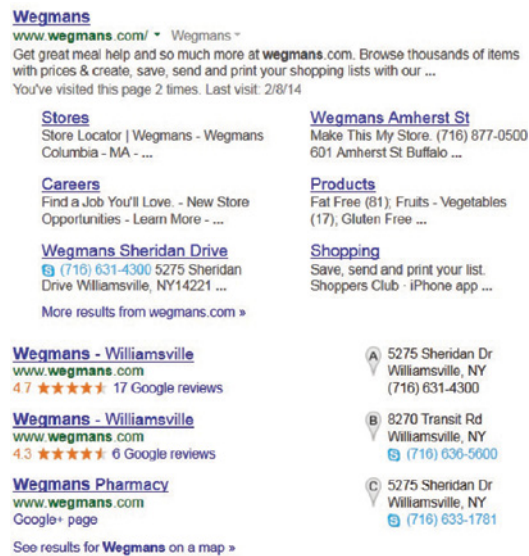 Wegmans
www.wegmans.com/ Wegmans
Get great meal help and so much more at wegmans.com. Browse thousands of items
with prices & create, save, send and print your shopping lists with our ...
You've visited this page 2 times. Last visit: 2/8/14
Stores
Store Locator | Wegmans - Wegmans
Columbia - MA - ...
Wegmans Amherst St
Make This My Store. (716) 877-0500
601 Amherst St Buffalo ...
Careers
Find a Job You'll Love. - New Store
Opportunities - Learn More - ...
Products
Fat Free (81); Fruits - Vegetables
(17); Gluten Free ...
Wegmans Sheridan Drive
(716) 631-4300 5275 Sheridan
Drive Williamsville, NY14221 ...
Shopping
Save, send and print your list.
Shoppers Club · iPhone app ...
More results from wegmans.com »
Wegmans - Williamsville
www.wegmans.com
4.7 17 Google reviews
A 5275 Sheridan Dr
Williamsville, NY
(716) 631-4300
Wegmans - Williamsville
www.wegmans.com
4.3 6 Google reviews
B 8270 Transit Rd
Williamsville, NY
(716) 636-5600
Wegmans Pharmacy
www.wegmans.com
Google+ page
C 5275 Sheridan Dr
Williamsville, NY
(716) 633-1781
See results for Wegmans on a map »